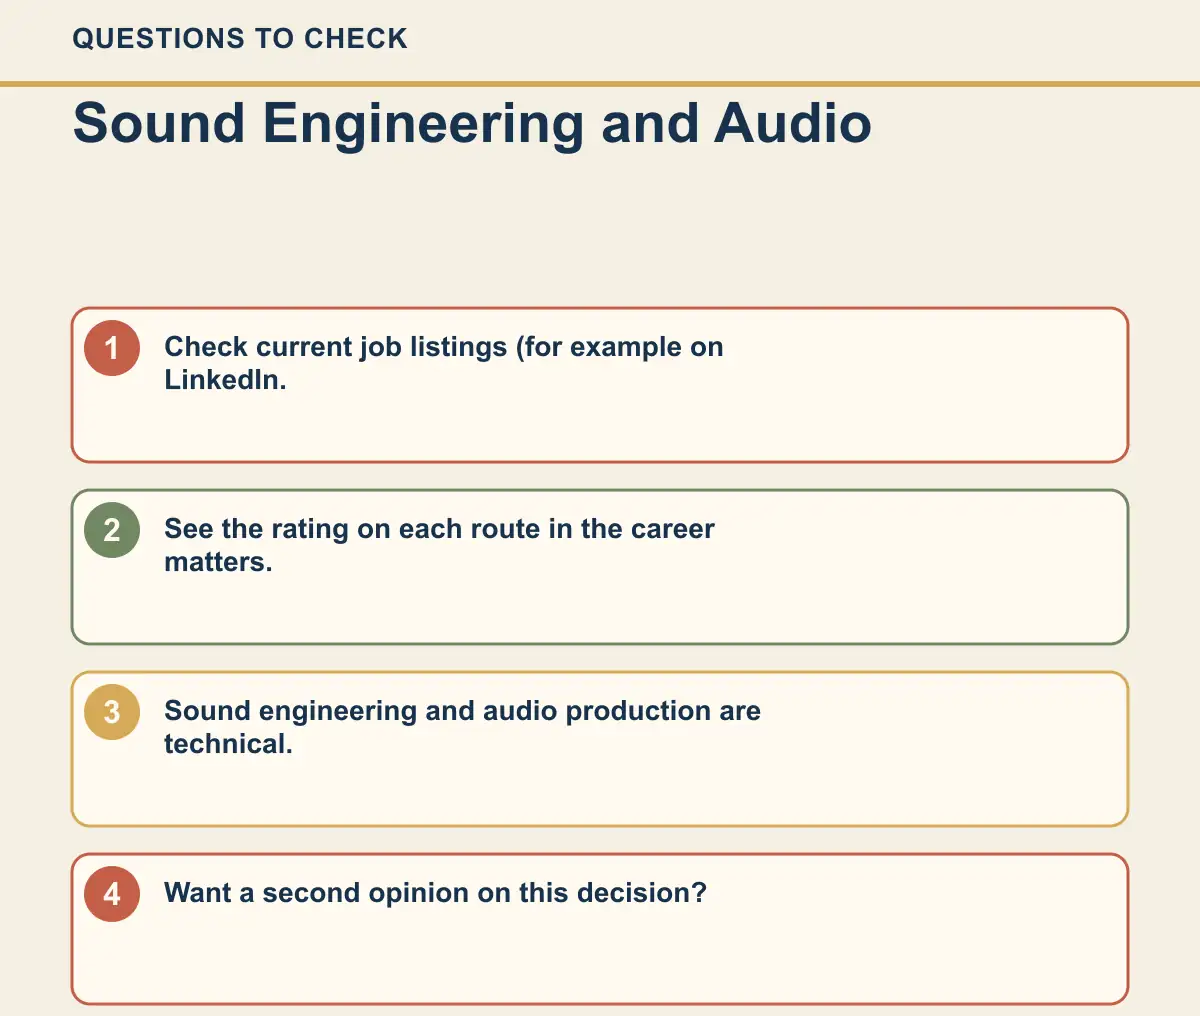 QUESTIONS TO CHECK
Sound Engineering and Audio
1
Check current job listings (for example on
LinkedIn.
2
See the rating on each route in the career
matters.
3
Sound engineering and audio production are
technical.
4
Want a second opinion on this decision?